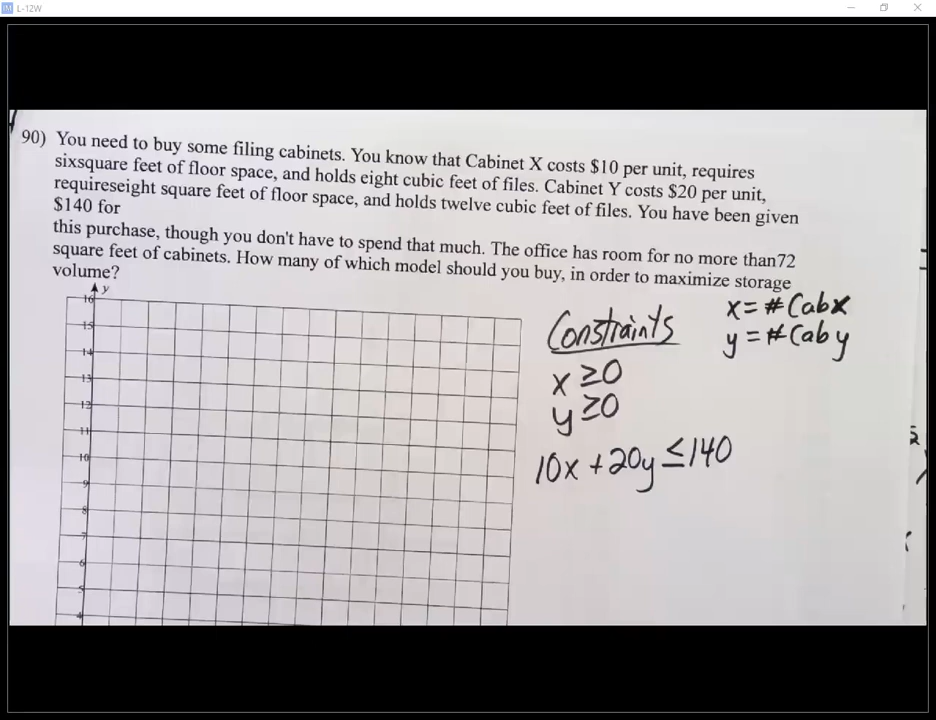 L-12W
90) You need to buy some filing cabinets. You know that Cabinet X costs $10 per unit, requires
sixsquare feet of floor space, and holds eight cubic feet of files. Cabinet Y costs $20 per unit,
requireseight square feet of floor space, and holds twelve cubic feet of files. You have been given
$140 for
this purchase, though you don't have to spend that much. The office has room for no more than72
square feet of cabinets. How many of which model should you buy, in order to maximize storage
volume?
y
16
15
14
13
12
11
10
9
8
7
6
5
4
x = # Cab x
y = # Cab y
Constraints
x ≥ 0
y ≥ 0
10x + 20y ≤ 140